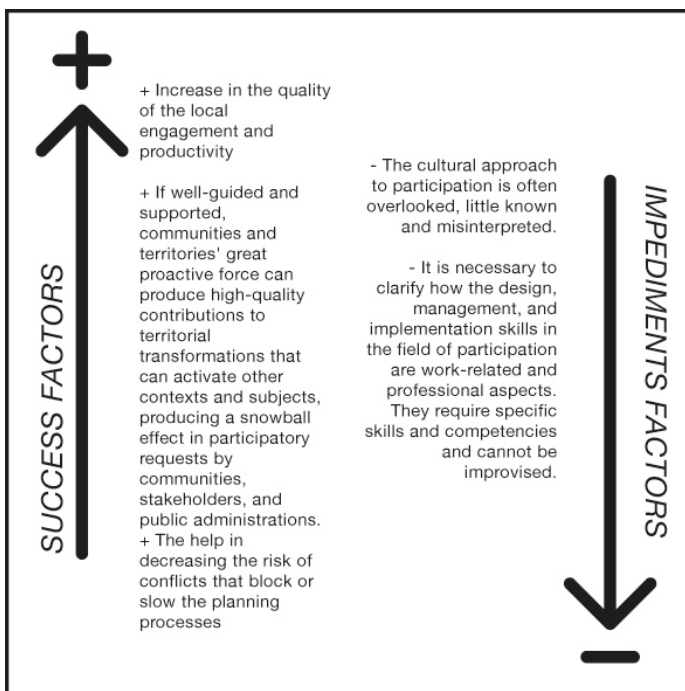 SUCCESS FACTORS
+ Increase in the quality
of the local
engagement and
productivity
+ If well-guided and
supported,
communities and
territories' great
proactive force can
produce high-quality
contributions to
territorial
transformations that
can activate other
contexts and subjects,
producing a snowball
effect in participatory
requests by
communities,
stakeholders, and
public administrations.
+ The help in
decreasing the risk of
conflicts that block or
slow the planning
processes
- The cultural approach
to participation is often
overlooked, little known
and misinterpreted.
- It is necessary to
clarify how the design,
management, and
implementation skills in
the field of participation
are work-related and
professional aspects.
They require specific
skills and competencies
and cannot be
improvised.
IMPEDIMENTS FACTORS